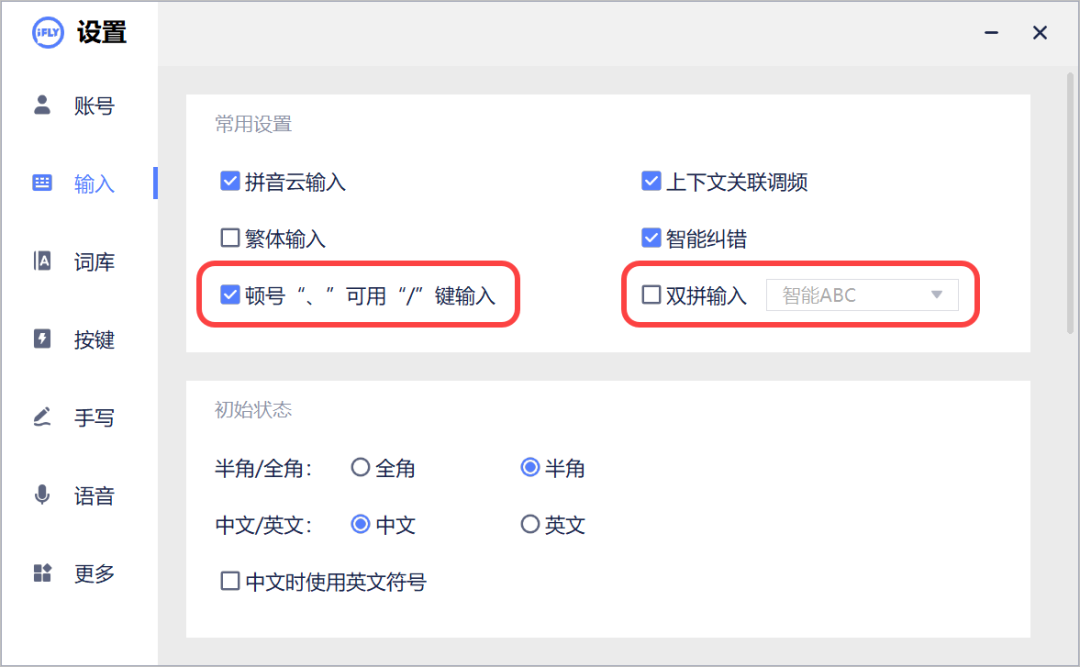 iFLY 设置
账号
输入
词库
按键
手写
语音
更多
常用设置
拼音云输入 上下文关联调频
繁体输入 智能纠错
顿号“、”可用“/”键输入 双拼输入 智能ABC
初始状态
半角/全角： 全角 半角
中文/英文： 中文 英文
中文时使用英文符号